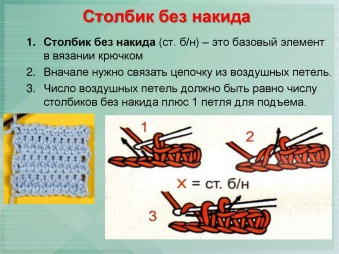 Столбик без накида
1. Столбик без накида (ст. б/н) – это базовый элемент
в вязании крючком
2. Вначале нужно связать цепочку из воздушных петель.
3. Число воздушных петель должно быть равно числу
столбиков без накида плюс 1 петля для подъема.
1
2
X = ст. б/н
3